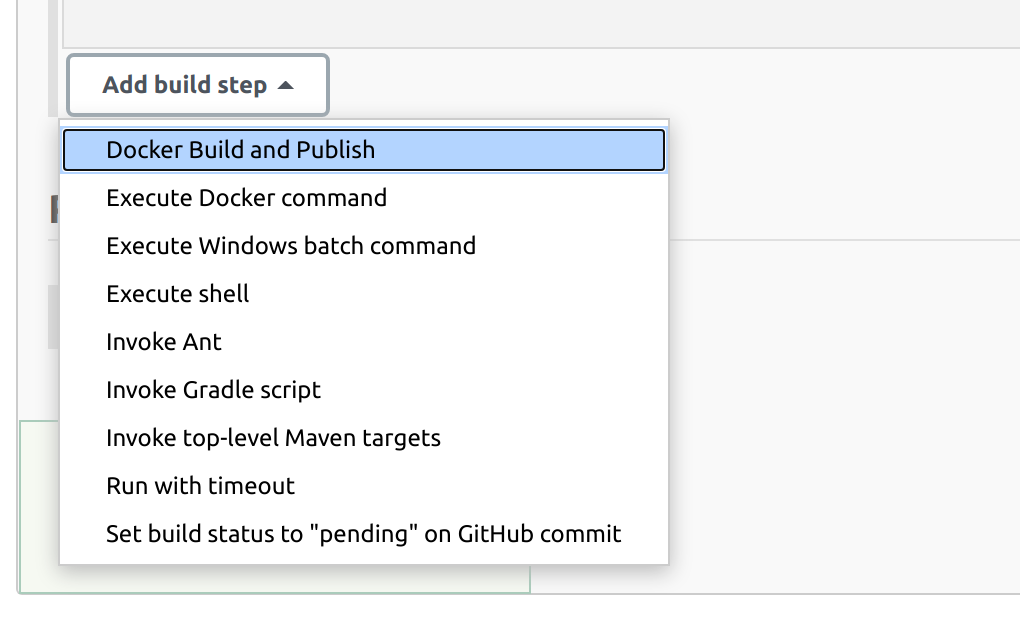 Add build step
Docker Build and Publish
Execute Docker command
Execute Windows batch command
Execute shell
Invoke Ant
Invoke Gradle script
Invoke top-level Maven targets
Run with timeout
Set build status to "pending" on GitHub commit